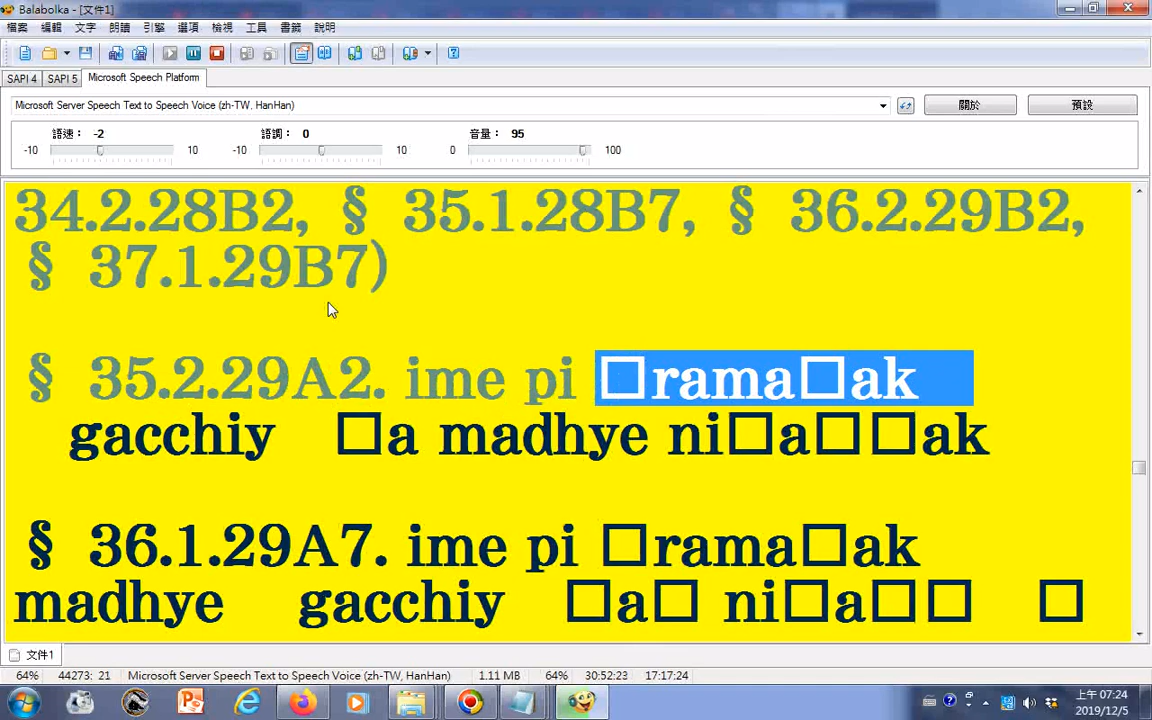 Balabolka - [文件1]
檔案 編輯 文字 朗讀 引擎 選項 檢視 工具 書籤 說明
SAPI 4 SAPI 5 Microsoft Speech Platform
Microsoft Server Speech Text to Speech Voice (zh-TW, HanHan) 關於 預設
語速： -2 語調： 0 音量： 95
-10 10 -10 10 0 100
34.2.28B2, § 35.1.28B7, § 36.2.29B2,
§ 37.1.29B7)
§ 35.2.29A2. ime pi □rama□ak
gacchiy □a madhye ni□a□□ak
§ 36.1.29A7. ime pi □rama□ak
madhye gacchiy □a□ ni□a□□ □
文件1
64% 44273: 21 Microsoft Server Speech Text to Speech Voice (zh-TW, HanHan) 1.11 MB 64% 30:52:23 17:17:24
上午 07:24
2019/12/5